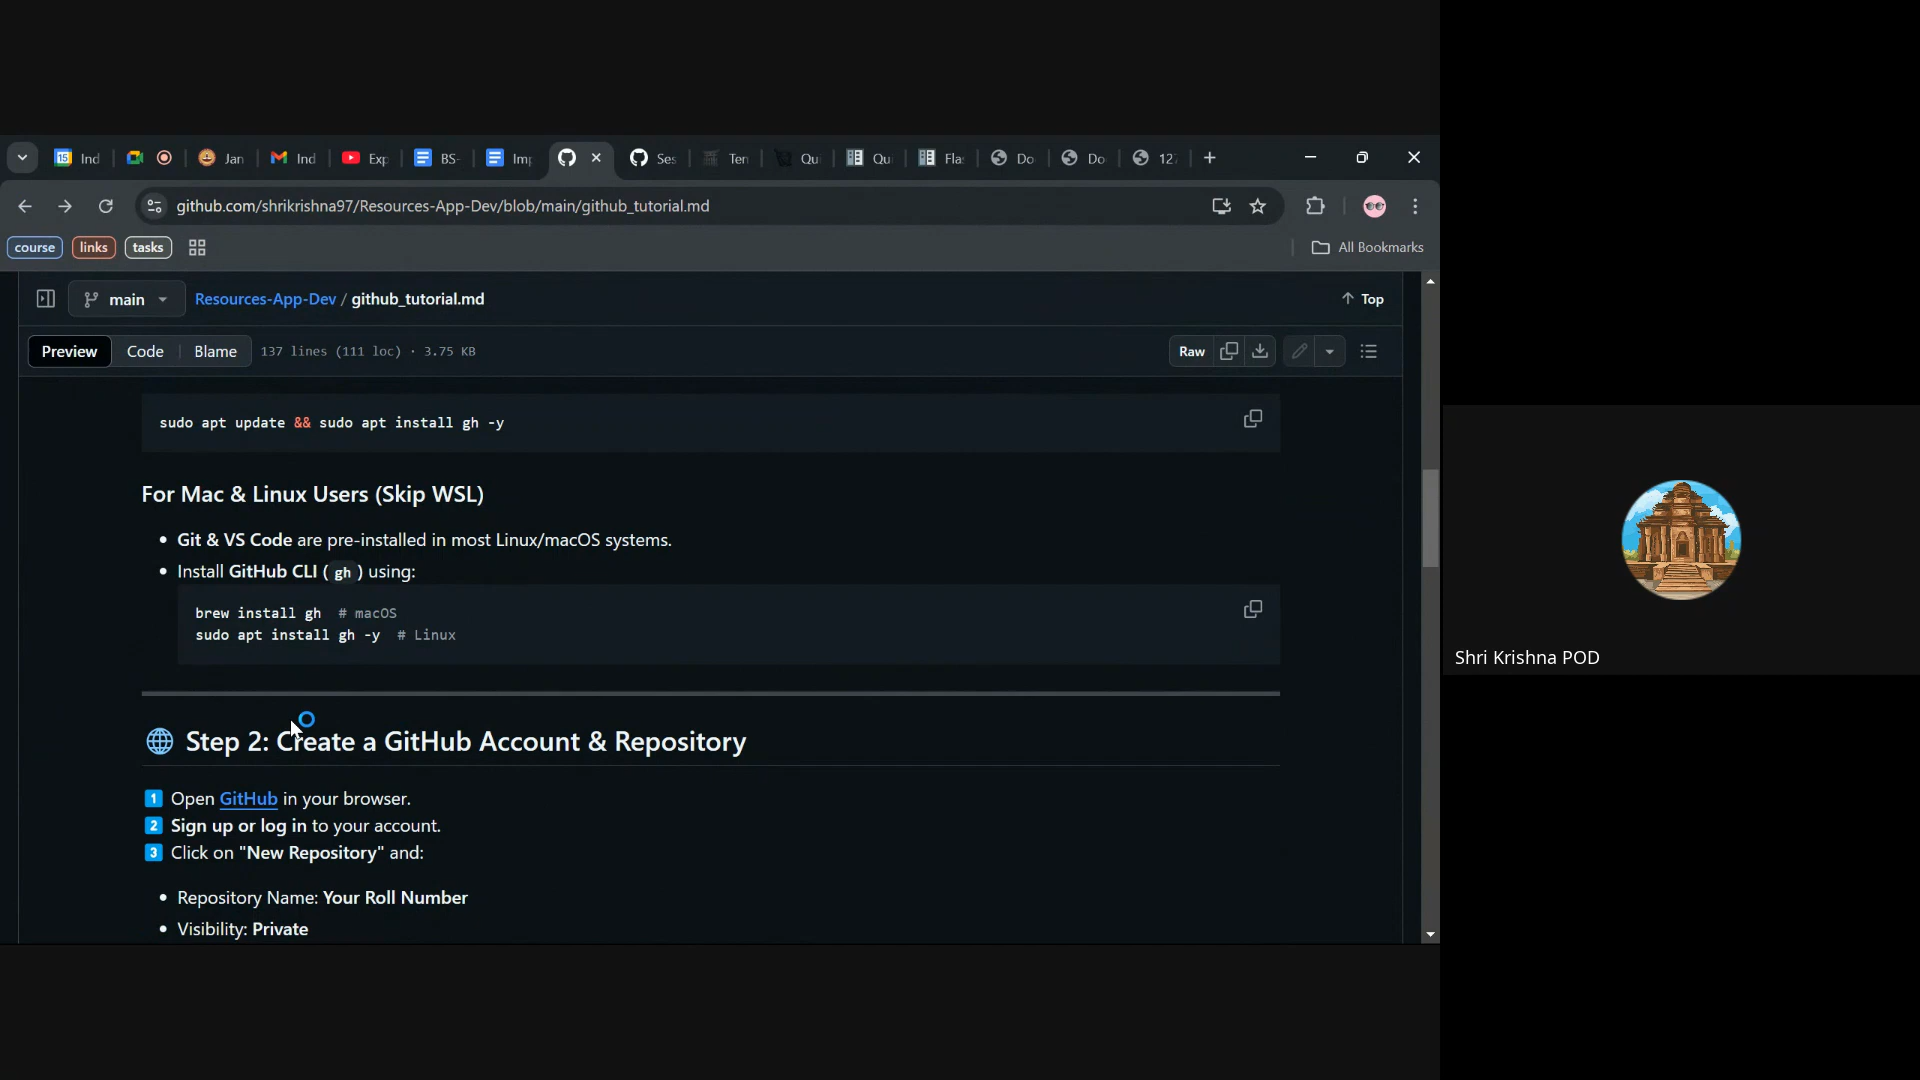 15 Ind
Jan
Ind
Exp
BS-
Imp
Ses
Ten
Qu
Qu
Fla
Do
Do
127
github.com/shrikrishna97/Resources-App-Dev/blob/main/github_tutorial.md
course links tasks All Bookmarks
main Resources-App-Dev / github_tutorial.md Top
Preview Code Blame 137 lines (111 loc) · 3.75 KB Raw
sudo apt update && sudo apt install gh -y
For Mac & Linux Users (Skip WSL)
• Git & VS Code are pre-installed in most Linux/macOS systems.
• Install GitHub CLI ( gh ) using:
brew install gh # macOS
sudo apt install gh -y # Linux
Step 2: Create a GitHub Account & Repository
1 Open GitHub in your browser.
2 Sign up or log in to your account.
3 Click on "New Repository" and:
• Repository Name: Your Roll Number
• Visibility: Private
Shri Krishna POD